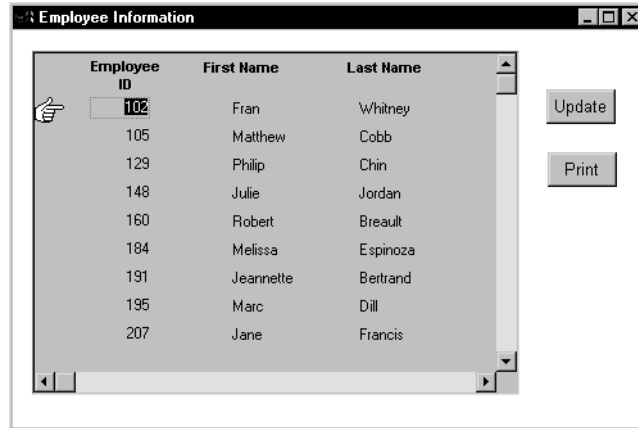 Employee Information
Employee ID First Name Last Name
102 Fran Whitney
105 Matthew Cobb
129 Philip Chin
148 Julie Jordan
160 Robert Breault
184 Melissa Espinoza
191 Jeannette Bertrand
195 Marc Dill
207 Jane Francis
Update
Print